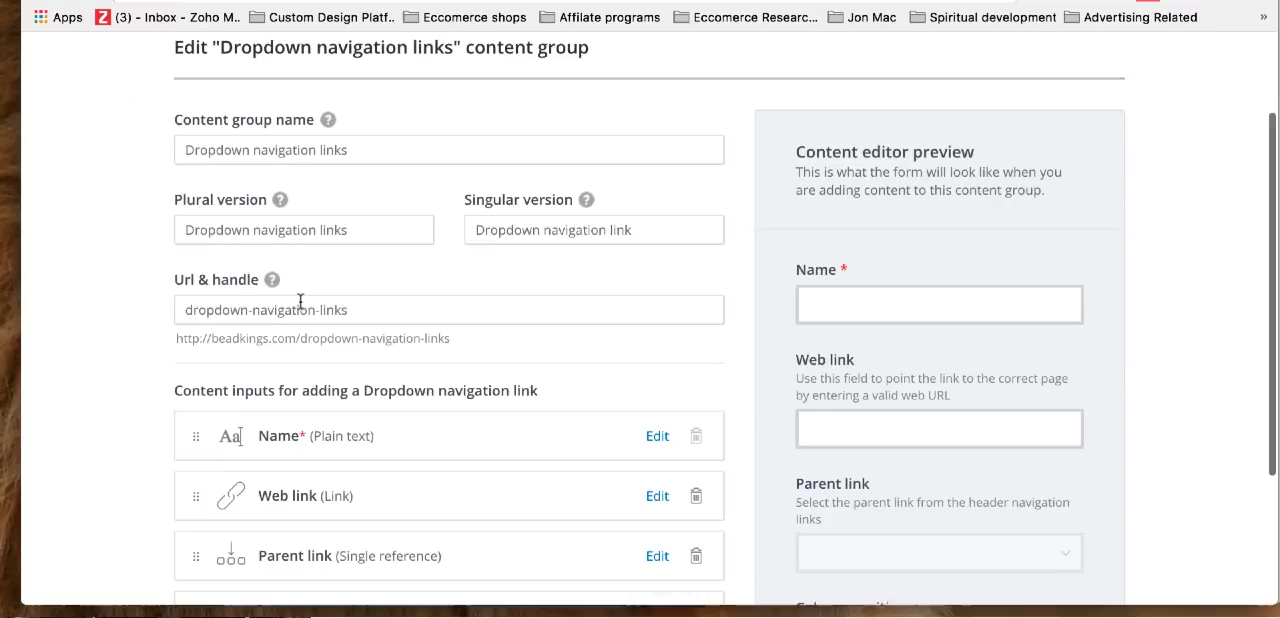 Apps
(3) - Inbox - Zoho M..
Custom Design Platf..
Eccomerce shops
Affilate programs
Eccomerce Researc...
Jon Mac
Spiritual development
Advertising Related
»
Edit "Dropdown navigation links" content group
Content group name ?
Dropdown navigation links
Plural version ?
Singular version ?
Dropdown navigation links
Dropdown navigation link
Url & handle ?
dropdown-navigation-links
http://beadkings.com/dropdown-navigation-links
Content inputs for adding a Dropdown navigation link
Aa Name* (Plain text) Edit
Web link (Link) Edit
Parent link (Single reference) Edit
Content editor preview
This is what the form will look like when you
are adding content to this content group.
Name *
Web link
Use this field to point the link to the correct page
by entering a valid web URL
Parent link
Select the parent link from the header navigation
links